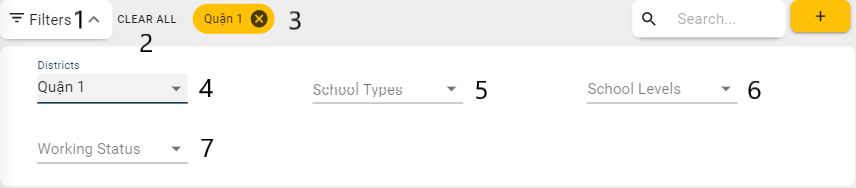 Filters 1 CLEAR ALL Quận 1 3 Search... +
2
Districts
Quận 1 4 School Types 5 School Levels 6
Working Status 7